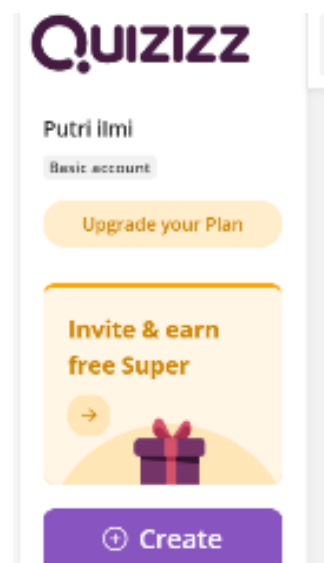 QUIZIZZ
Putri ilmi
Basic account
Upgrade your Plan
Invite & earn
free Super
Create